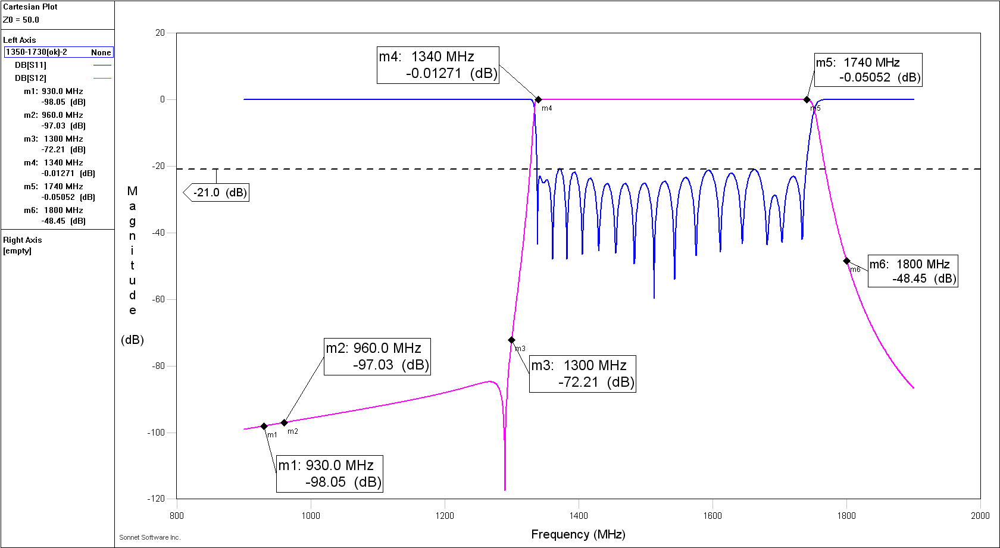 Cartesian Plot
Z0 = 50.0
Left Axis
1350-1730(ok)-2 None
DB[S11]
DB[S12]
m1: 930.0 MHz
-98.05 (dB)
m2: 960.0 MHz
-97.03 (dB)
m3: 1300 MHz
-72.21 (dB)
m4: 1340 MHz
-0.01271 (dB)
m5: 1740 MHz
-0.05052 (dB)
m6: 1800 MHz
-48.45 (dB)
Right Axis
[empty]
Magnitude
(dB)
20
0
-20
-40
-60
-80
-100
-120
m4: 1340 MHz
-0.01271 (dB)
m5: 1740 MHz
-0.05052 (dB)
m4
m5
-21.0 (dB)
m6: 1800 MHz
-48.45 (dB)
m6
m2: 960.0 MHz
-97.03 (dB)
m3
m3: 1300 MHz
-72.21 (dB)
m1
m2
m1: 930.0 MHz
-98.05 (dB)
800
1000
1200
1400
1600
1800
2000
Frequency (MHz)
Sonnet Software Inc.